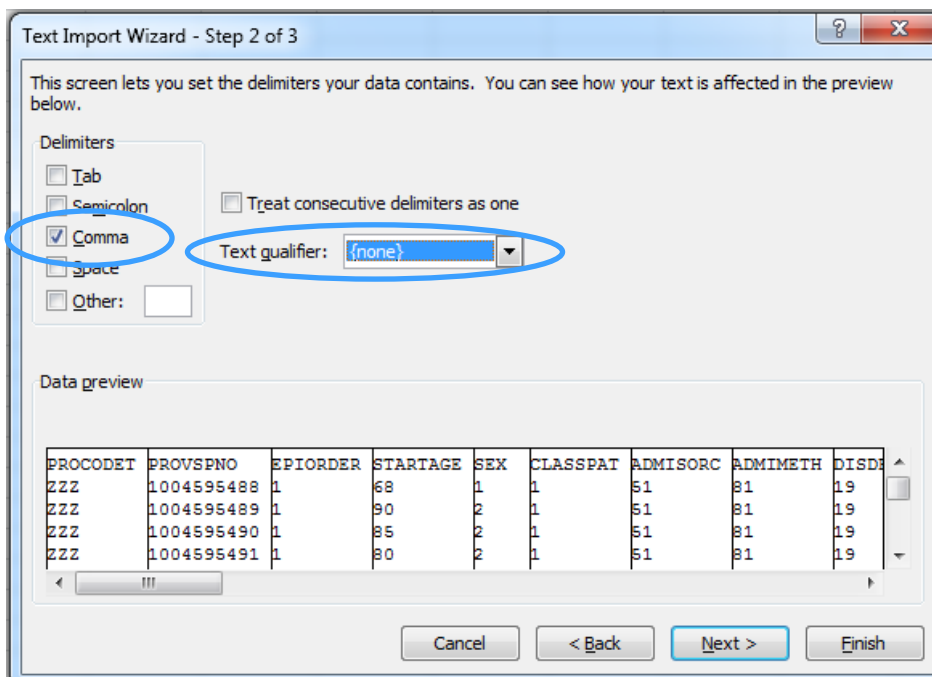 Text Import Wizard - Step 2 of 3
This screen lets you set the delimiters your data contains.  You can see how your text is affected in the preview
below.
Delimiters
Tab
Semicolon
Treat consecutive delimiters as one
Comma
Text qualifier: {none}
Space
Other:
Data preview
PROCODET PROVSPNO EPIORDER STARTAGE SEX CLASSPAT ADMISORC ADMIMETH
ZZZ 1004595488 1 68 1 1 51 81 19
ZZZ 1004595489 1 90 2 1 51 81 19
ZZZ 1004595490 1 85 2 1 51 81 19
ZZZ 1004595491 1 80 2 1 51 81 19
Cancel < Back Next > Finish